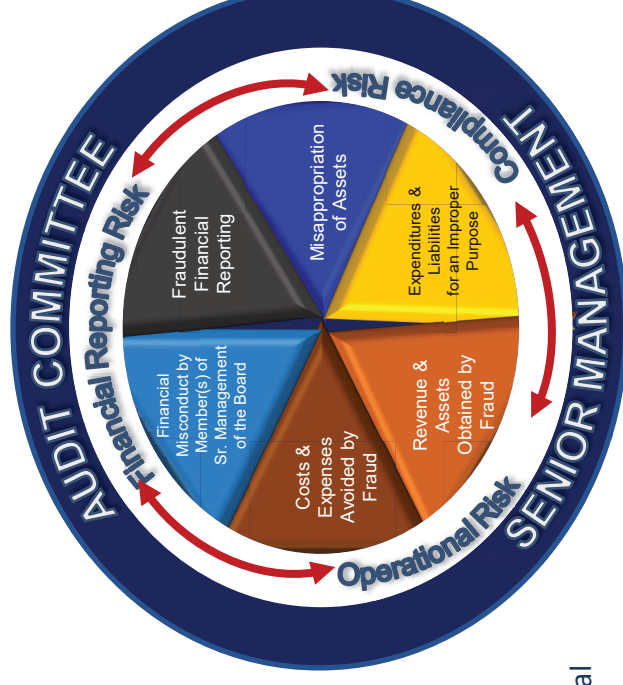 AUDIT COMMITTEE
Financial Reporting Risk
Compliance Risk
Fraudulent
Financial
Reporting
Misappropriation
of Assets
Expenditures &
Liabilities
for an Improper
Purpose
Revenue &
Assets
Obtained by
Fraud
Costs &
Expenses
Avoided by
Fraud
Financial
Misconduct by
Member(s) of
Sr. Management
of the Board
Operational Risk
SENIOR MANAGEMENT
al